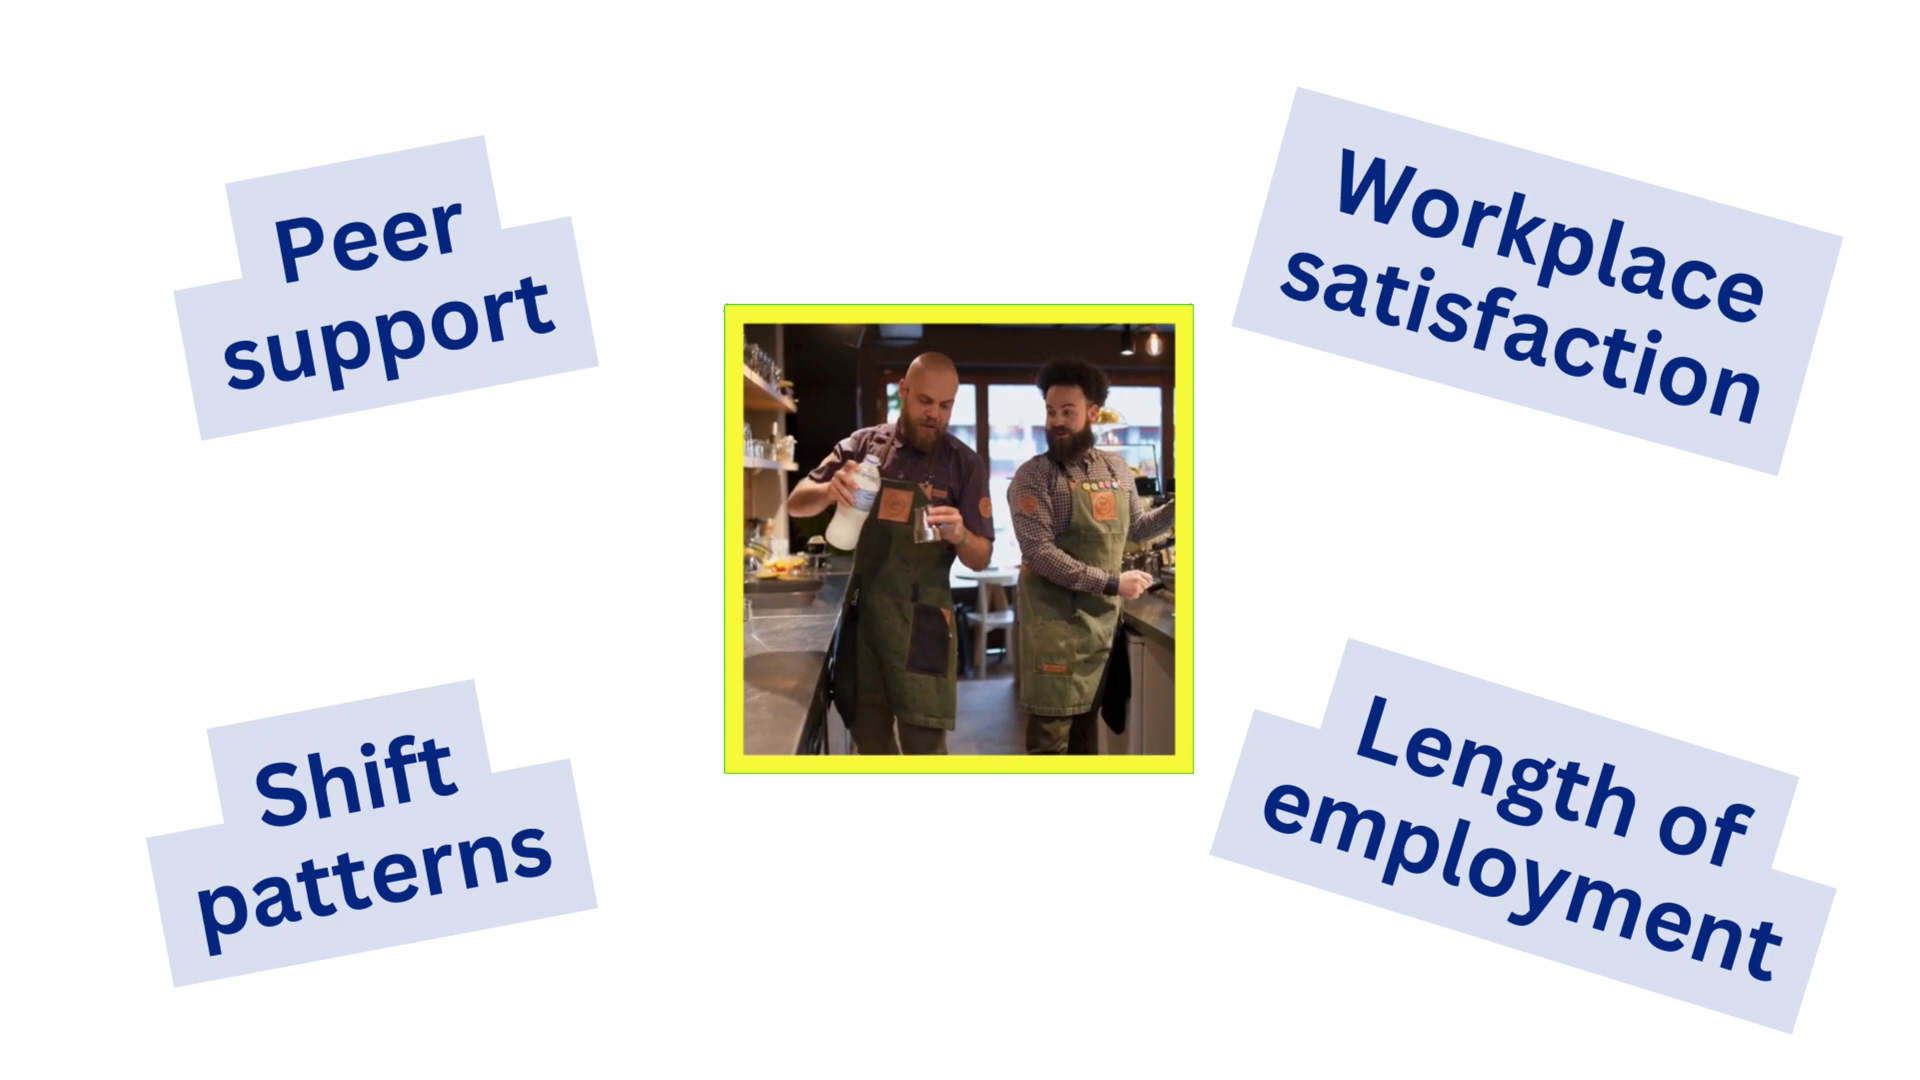 Peer
support
Workplace
satisfaction
Shift
patterns
Length of
employment